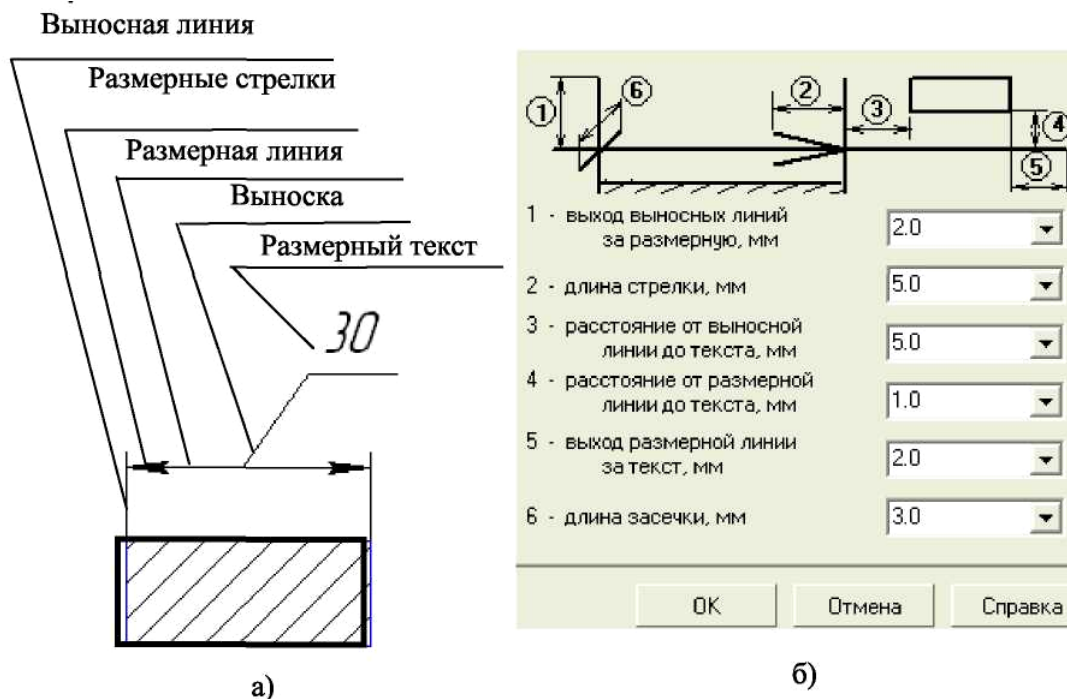 Выносная линия
Размерные стрелки
Размерная линия
Выноска
Размерный текст
30
а)
1
6
2
3
4
5
1 - выход выносных линий
за размерную, мм
2.0
2 - длина стрелки, мм
5.0
3 - расстояние от выносной
линии до текста, мм
5.0
4 - расстояние от размерной
линии до текста, мм
1.0
5 - выход размерной линии
за текст, мм
2.0
6 - длина засечки, мм
3.0
OK
Отмена
Справка
б)